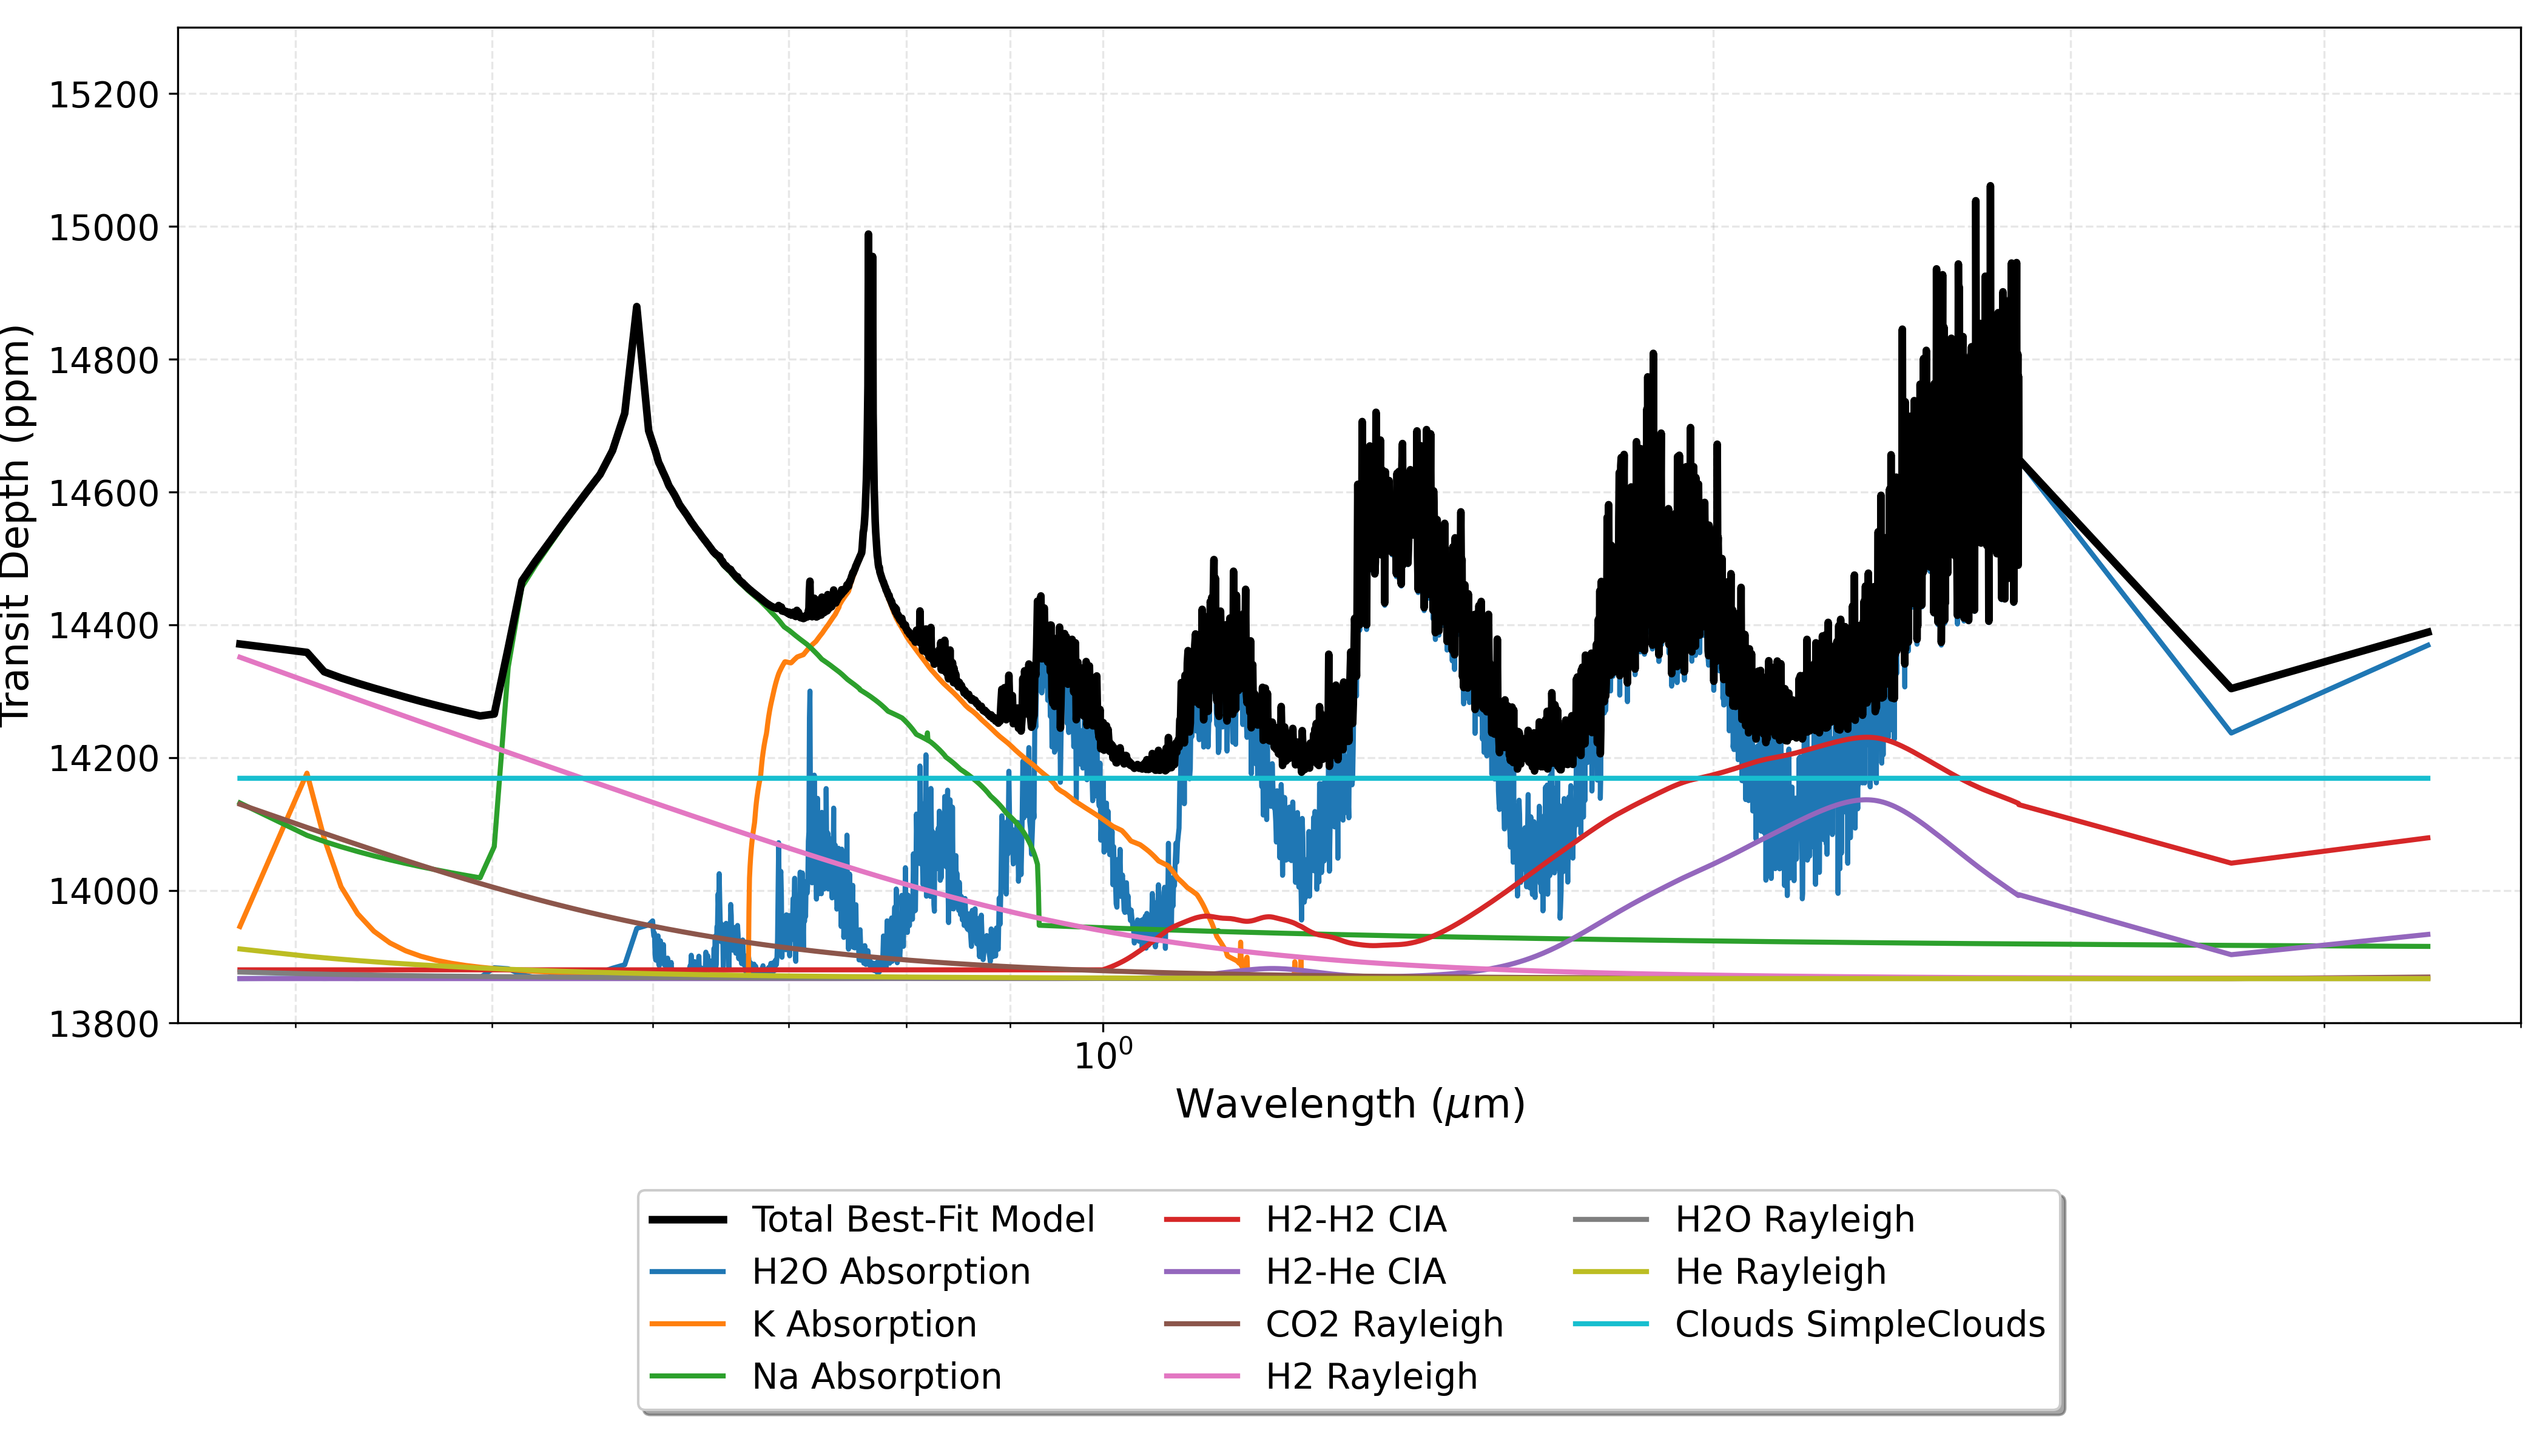 15200
15000
14800
14600
14400
14200
14000
13800
Transit Depth (ppm)
10⁰
Wavelength (μm)
Total Best-Fit Model
H2O Absorption
K Absorption
Na Absorption
H2-H2 CIA
H2-He CIA
CO2 Rayleigh
H2 Rayleigh
H2O Rayleigh
He Rayleigh
Clouds SimpleClouds